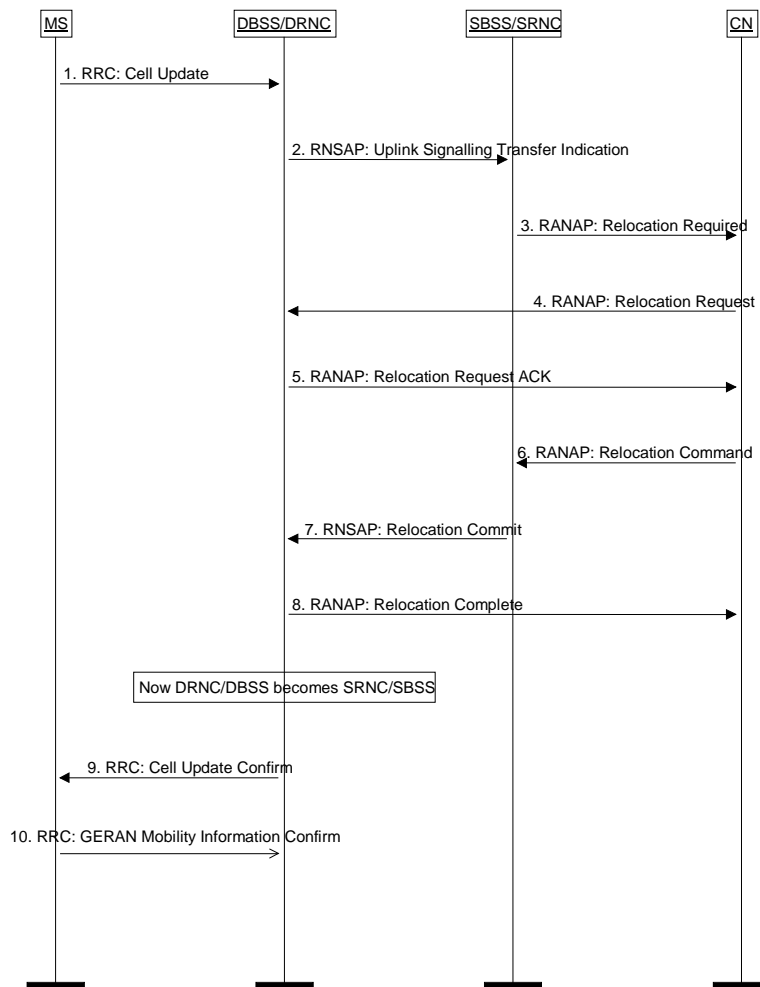 MS
DBSS/DRNC
SBSS/SRNC
CN
1. RRC: Cell Update
2. RNSAP: Uplink Signalling Transfer Indication
3. RANAP: Relocation Required
4. RANAP: Relocation Request
5. RANAP: Relocation Request ACK
6. RANAP: Relocation Command
7. RNSAP: Relocation Commit
8. RANAP: Relocation Complete
Now DRNC/DBSS becomes SRNC/SBSS
9. RRC: Cell Update Confirm
10. RRC: GERAN Mobility Information Confirm